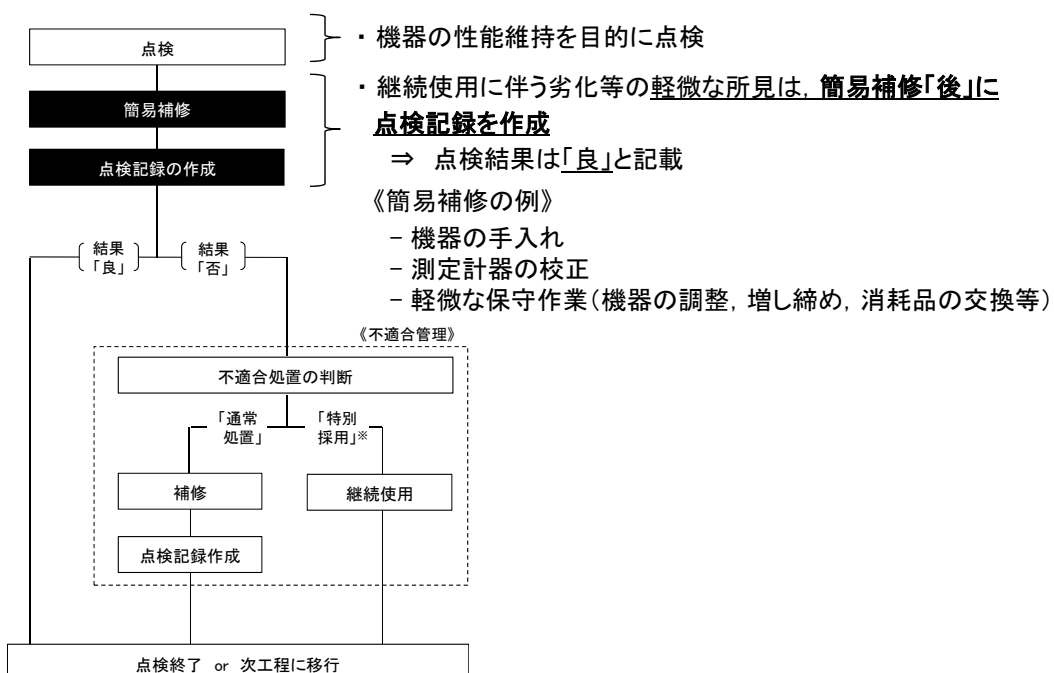 点検
・機器の性能維持を目的に点検
簡易補修
点検記録の作成
・継続使用に伴う劣化等の軽微な所見は，簡易補修「後」に
点検記録を作成
⇒ 点検結果は「良」と記載
《簡易補修の例》
－機器の手入れ
－測定計器の校正
－軽微な保守作業（機器の調整，増し締め，消耗品の交換等）
結果
「良」
結果
「否」
《不適合管理》
不適合処置の判断
「通常
処置」
「特別
採用」※
補修
継続使用
点検記録作成
点検終了 or 次工程に移行